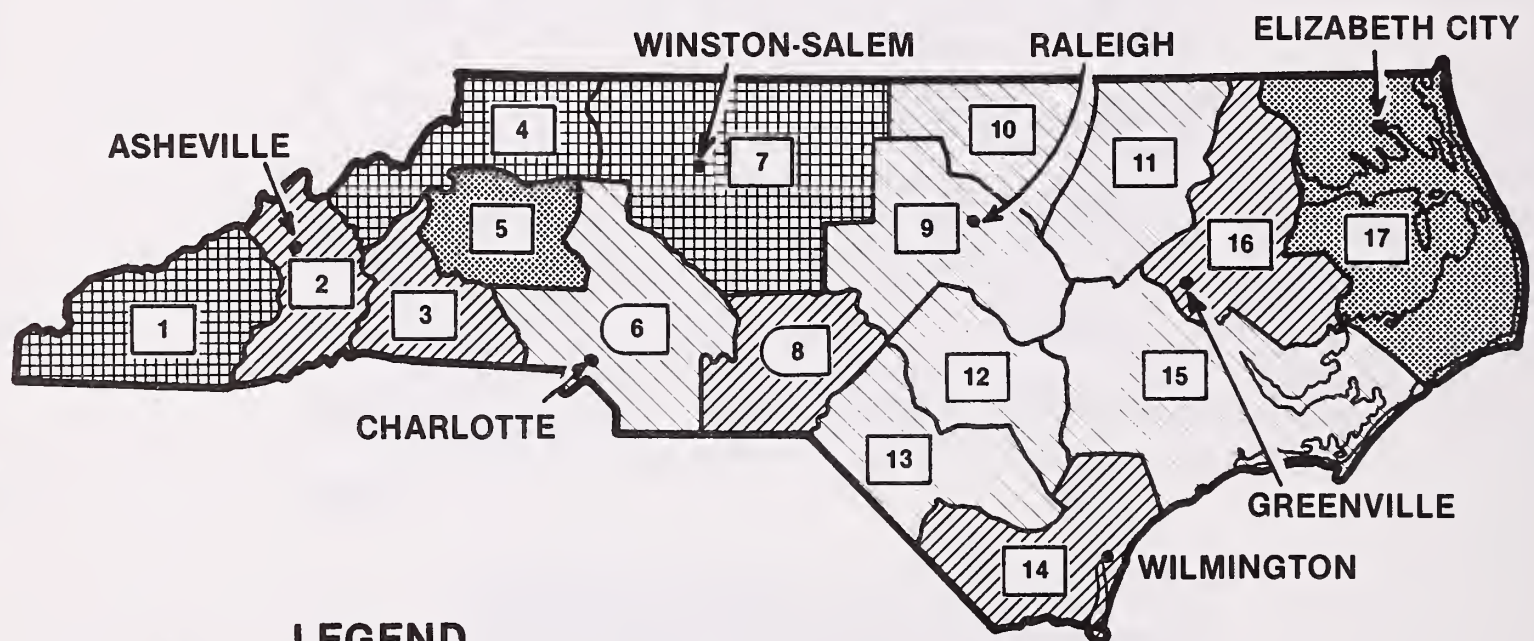 ELIZABETH CITY
WINSTON-SALEM
RALEIGH
ASHEVILLE
4
7
10
11
5
9
16
17
2
3
1
6
8
12
15
CHARLOTTE
13
GREENVILLE
14
WILMINGTON
LEGEND